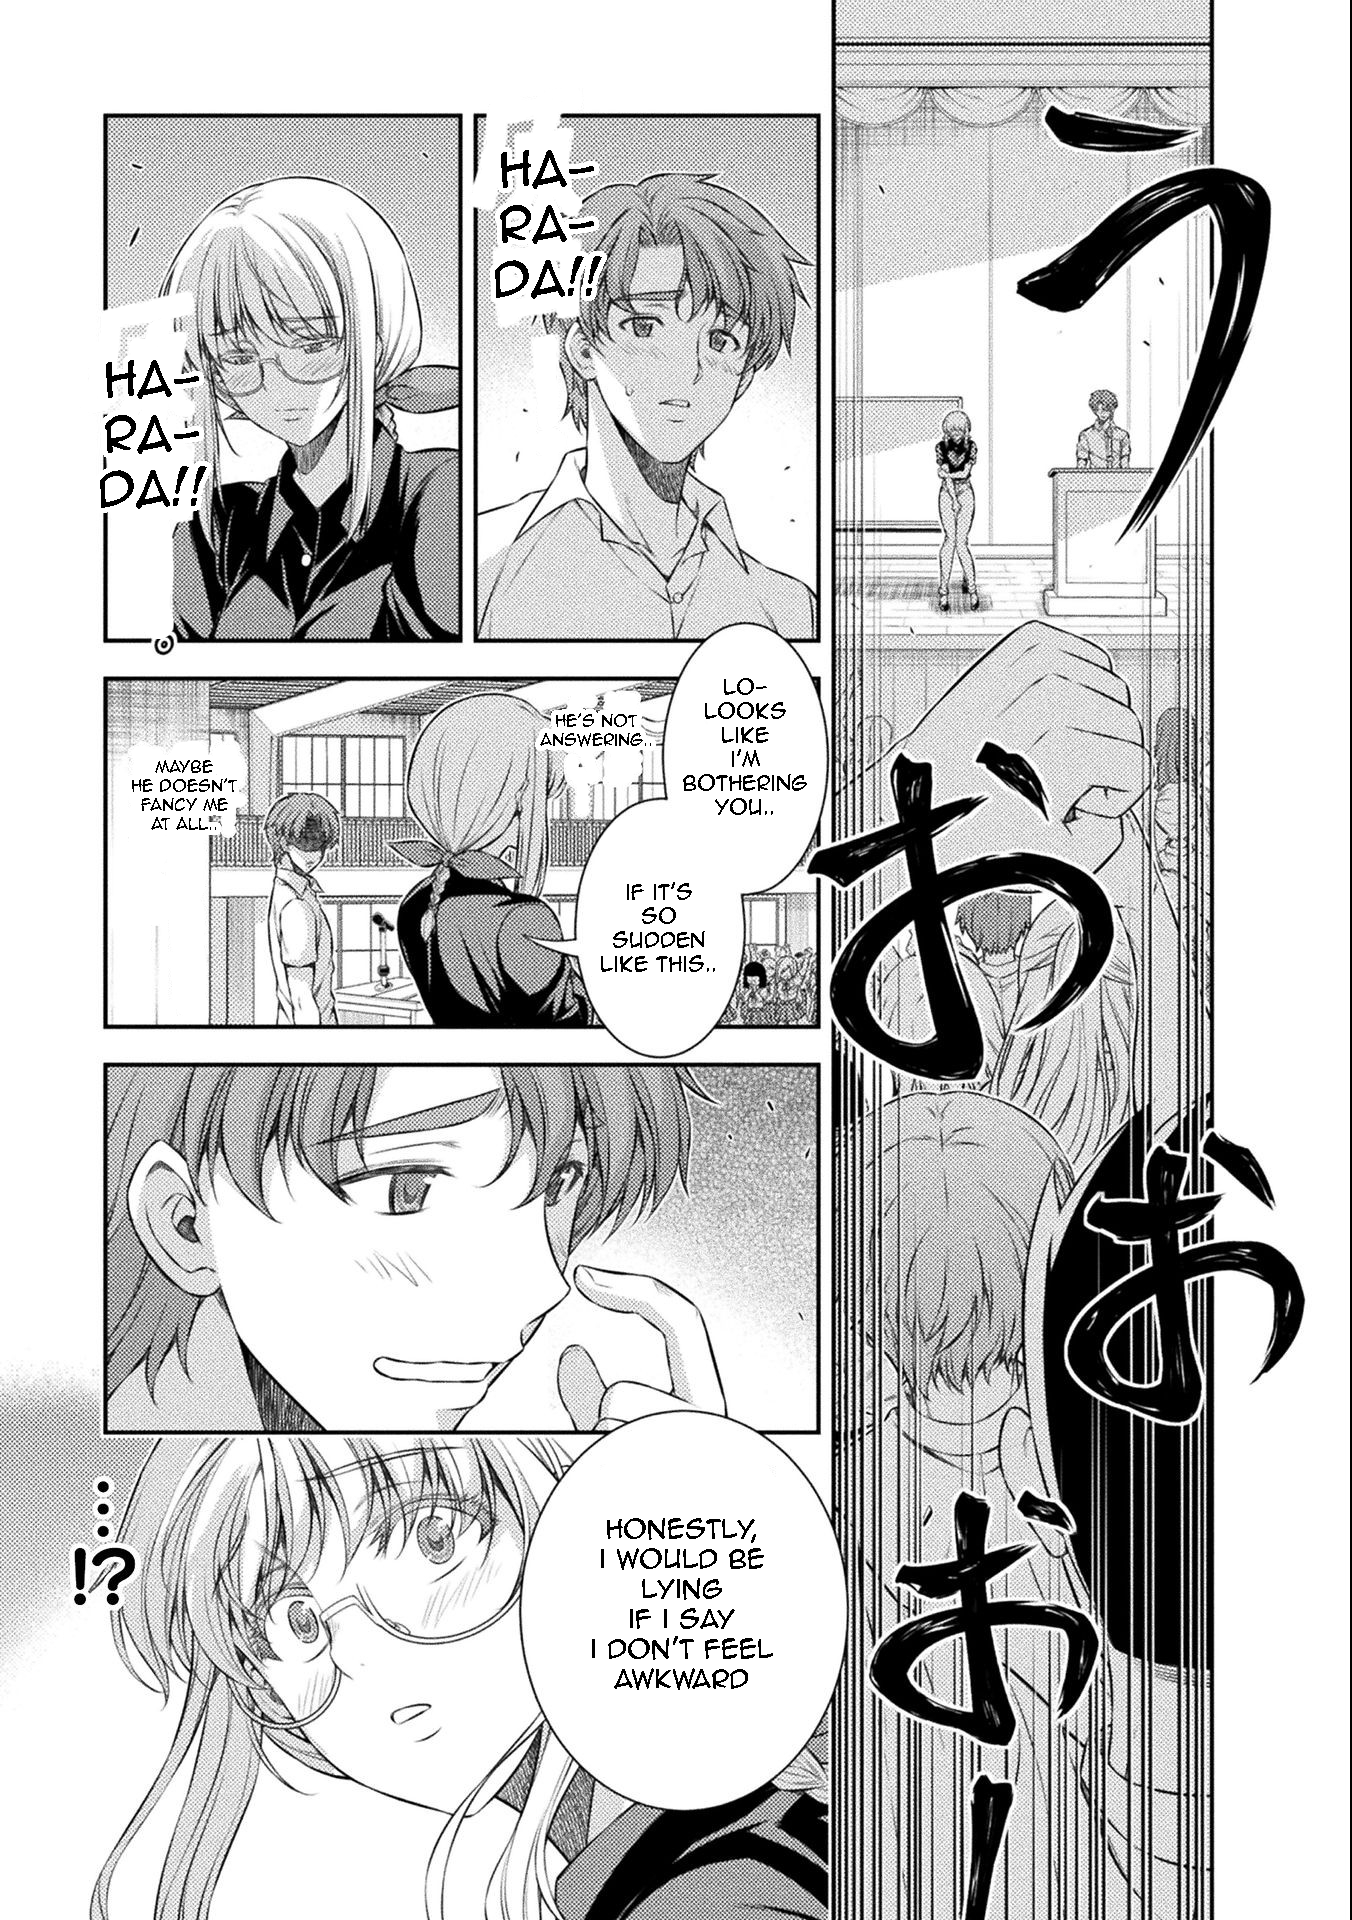 うおおおー
HA-
RA-
DA!!
HA-
RA-
DA!!
LO-
LOOKS
LIKE
I'M
BOTHERING
YOU..
IF IT'S
SO
SUDDEN
LIKE THIS..
HE'S NOT
ANSWERING..
MAYBE
HE DOESN'T
FANCY ME
AT ALL..
HONESTLY,
I WOULD BE
LYING
IF I SAY
I DON'T FEEL
AWKWARD
…!?